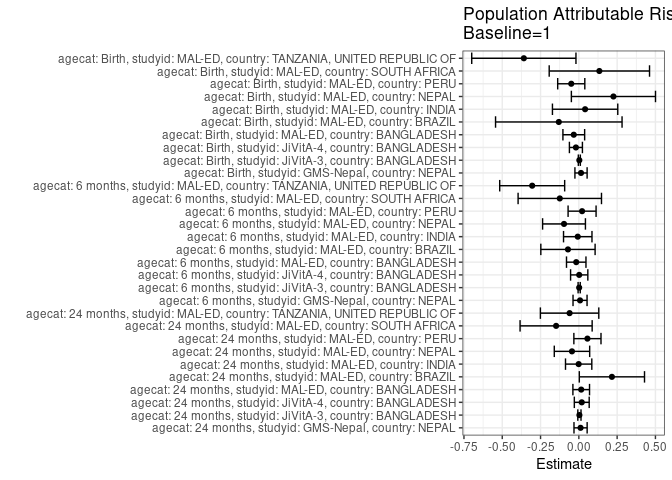 Population Attributable Ris
Baseline=1
agecat: Birth, studyid: MAL-ED, country: TANZANIA, UNITED REPUBLIC OF
agecat: Birth, studyid: MAL-ED, country: SOUTH AFRICA
agecat: Birth, studyid: MAL-ED, country: PERU
agecat: Birth, studyid: MAL-ED, country: NEPAL
agecat: Birth, studyid: MAL-ED, country: INDIA
agecat: Birth, studyid: MAL-ED, country: BRAZIL
agecat: Birth, studyid: MAL-ED, country: BANGLADESH
agecat: Birth, studyid: JiVitA-4, country: BANGLADESH
agecat: Birth, studyid: JiVitA-3, country: BANGLADESH
agecat: Birth, studyid: GMS-Nepal, country: NEPAL
agecat: 6 months, studyid: MAL-ED, country: TANZANIA, UNITED REPUBLIC OF
agecat: 6 months, studyid: MAL-ED, country: SOUTH AFRICA
agecat: 6 months, studyid: MAL-ED, country: PERU
agecat: 6 months, studyid: MAL-ED, country: NEPAL
agecat: 6 months, studyid: MAL-ED, country: INDIA
agecat: 6 months, studyid: MAL-ED, country: BRAZIL
agecat: 6 months, studyid: MAL-ED, country: BANGLADESH
agecat: 6 months, studyid: JiVitA-4, country: BANGLADESH
agecat: 6 months, studyid: JiVitA-3, country: BANGLADESH
agecat: 6 months, studyid: GMS-Nepal, country: NEPAL
agecat: 24 months, studyid: MAL-ED, country: TANZANIA, UNITED REPUBLIC OF
agecat: 24 months, studyid: MAL-ED, country: SOUTH AFRICA
agecat: 24 months, studyid: MAL-ED, country: PERU
agecat: 24 months, studyid: MAL-ED, country: NEPAL
agecat: 24 months, studyid: MAL-ED, country: INDIA
agecat: 24 months, studyid: MAL-ED, country: BRAZIL
agecat: 24 months, studyid: MAL-ED, country: BANGLADESH
agecat: 24 months, studyid: JiVitA-4, country: BANGLADESH
agecat: 24 months, studyid: JiVitA-3, country: BANGLADESH
agecat: 24 months, studyid: GMS-Nepal, country: NEPAL
-0.75 -0.50 -0.25 0.00 0.25 0.50
Estimate